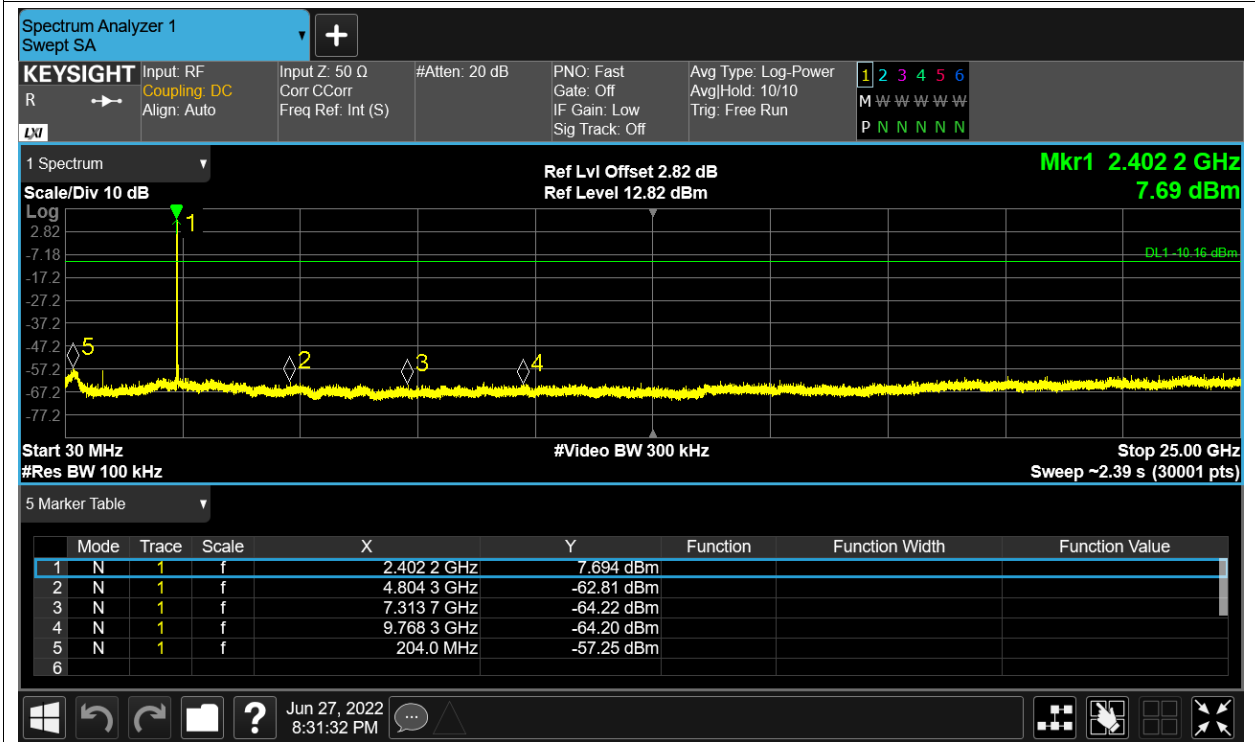 Spectrum Analyzer 1
Swept SA
+
KEYSIGHT Input: RF Input Z: 50 Ω #Atten: 20 dB PNO: Fast Avg Type: Log-Power 1 2 3 4 5 6
R Coupling: DC Corr CCorr Gate: Off Avg|Hold: 10/10 M W W W W W
Align: Auto Freq Ref: Int (S) IF Gain: Low Trig: Free Run
LXI Sig Track: Off P N N N N N
1 Spectrum Ref Lvl Offset 2.82 dB Mkr1 2.402 2 GHz
Scale/Div 10 dB Ref Level 12.82 dBm 7.69 dBm
Log
1
2.82
-7.18 DL1 -10.16 dBm
-17.2
-27.2
-37.2
-47.2 5
-57.2 2 3 4
-67.2
-77.2
Start 30 MHz #Video BW 300 kHz Stop 25.00 GHz
#Res BW 100 kHz Sweep ~2.39 s (30001 pts)
5 Marker Table
Mode Trace Scale X Y Function Function Width Function Value
1 N 1 f 2.402 2 GHz 7.694 dBm
2 N 1 f 4.804 3 GHz -62.81 dBm
3 N 1 f 7.313 7 GHz -64.22 dBm
4 N 1 f 9.768 3 GHz -64.20 dBm
5 N 1 f 204.0 MHz -57.25 dBm
6
? Jun 27, 2022
8:31:32 PM